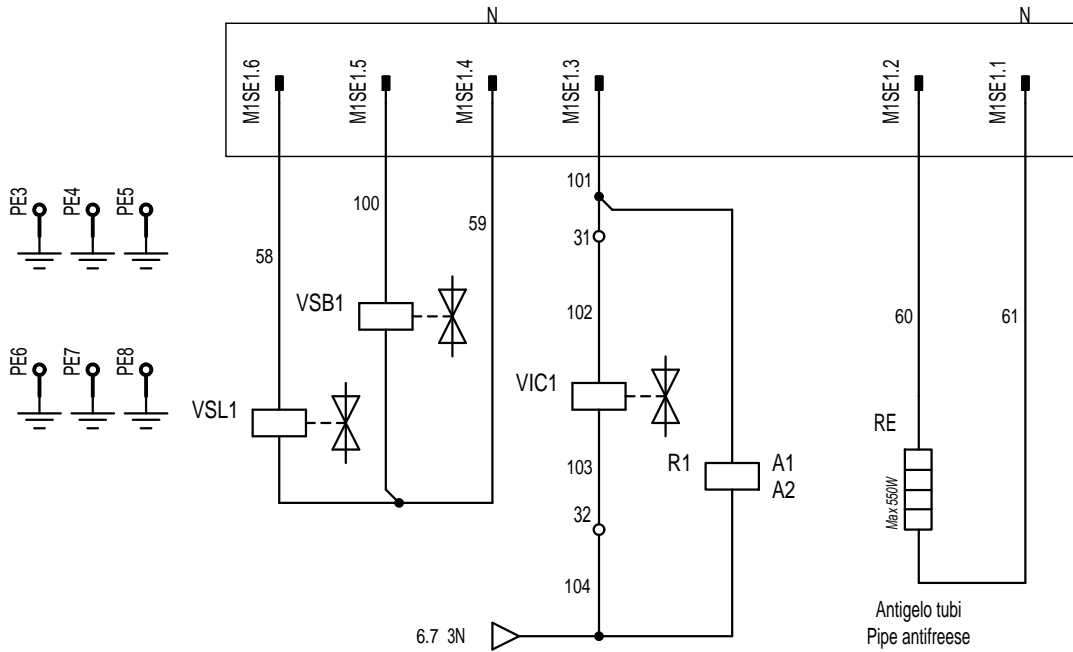 N
N
M1SE1.6
M1SE1.5
M1SE1.4
M1SE1.3
M1SE1.2
M1SE1.1
PE3
PE4
PE5
58
100
59
101
31
102
60
61
VSB1
PE6
PE7
PE8
VSL1
VIC1
103
R1
A1
A2
32
104
RE
Max 550W
6.7 3N
Antigelo tubi
Pipe antifreese